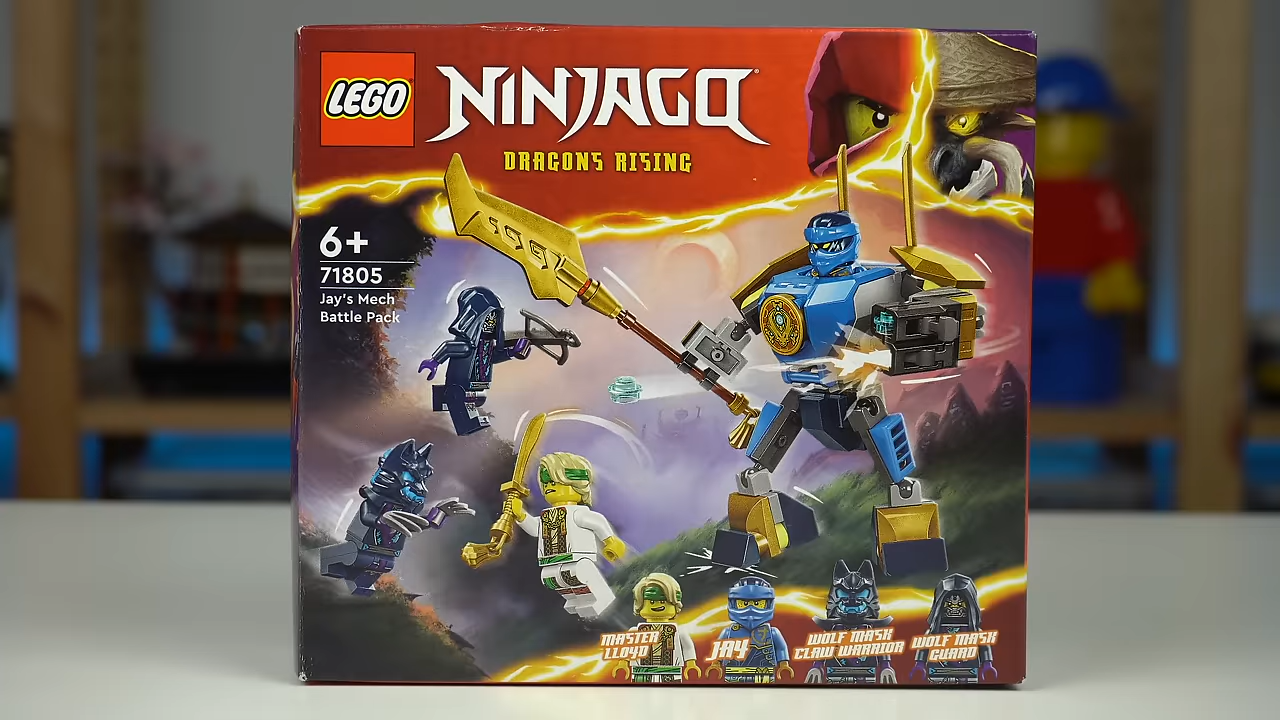 LEGO
NINJAGO
DRAGONS RISING
6+
71805
Jay's Mech
Battle Pack
MASTER
LLOYD
JAY
WOLF MASK
CLAW WARRIOR
WOLF MASK
GUARD